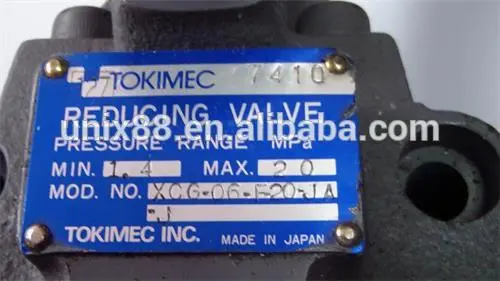 TOKIMEC 7410
REDUCING VALVE
unix88.en.alibaba.com
PRESSURE RANGE MPa
MIN. 1.4 MAX. 20
MOD. NO. XCG-06-F20-JA
-J
TOKIMEC INC. MADE IN JAPAN